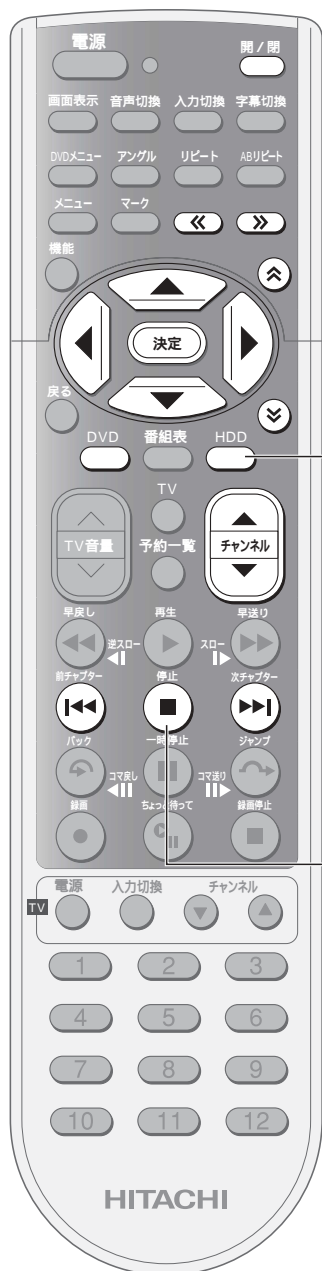 電源 開/閉
画面表示 音声切換 入力切換 字幕切換
DVDメニュー アングル リピート ABリピート
メニュー マーク
機能
決定
戻る
DVD 番組表 HDD
TV
TV音量 予約一覧 チャンネル
早戻し 再生 早送り
逆スロー スロー
前チャプター 停止 次チャプター
バック 一時停止 ジャンプ
コマ戻し コマ送り
録画 ちょっと待って 録画停止
電源 入力切換 チャンネル
TV
1 2 3
4 5 6
7 8 9
10 11 12
HITACHI